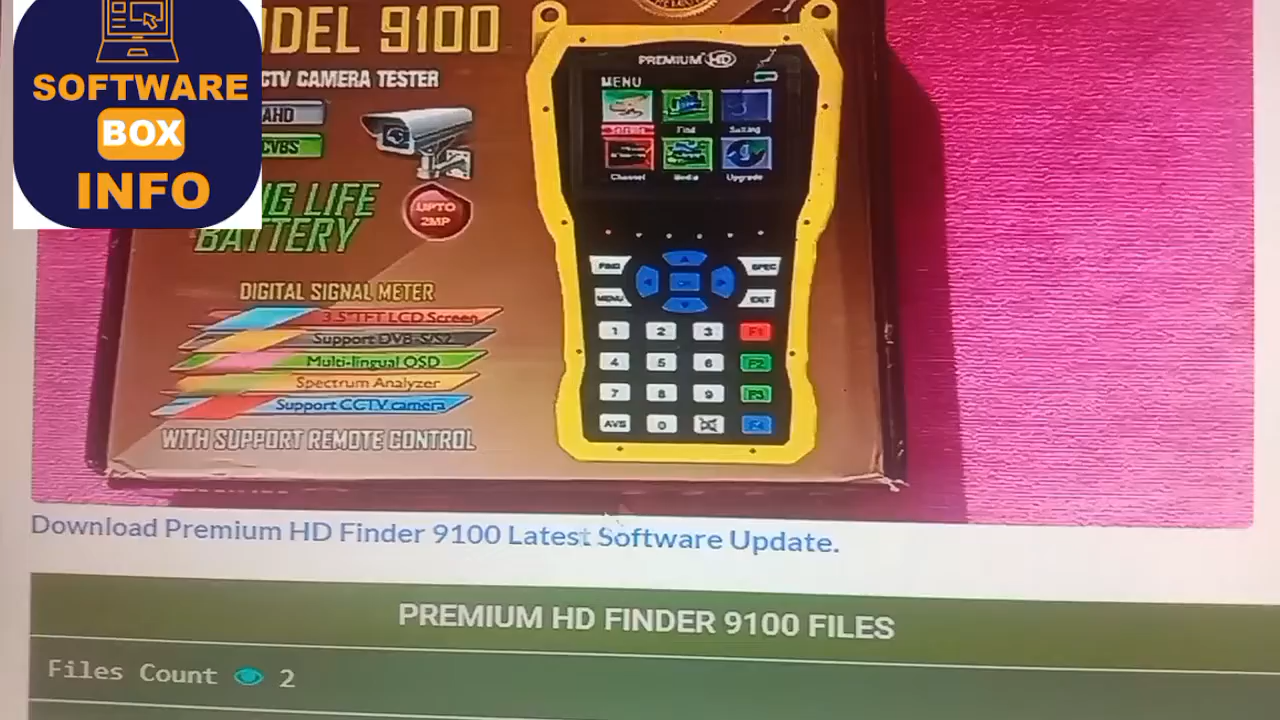 SOFTWARE
BOX
INFO
DEL 9100
CTV CAMERA TESTER
AHD
CVBS
NG LIFE
BATTERY
UPTO
2MP
DIGITAL SIGNAL METER
3.5"TFT LCD Screen
Support DVB-S/S2
Multi-lingual OSD
Spectrum Analyzer
Support CCTV camera
WITH SUPPORT REMOTE CONTROL
PREMIUM HD
MENU
Satellite Find Setting
Channel Media Upgrade
FIND SPEC
MENU EXIT
1 2 3 F1
4 5 6 F2
7 8 9 F3
AVS 0 F4
Download Premium HD Finder 9100 Latest Software Update.
PREMIUM HD FINDER 9100 FILES
Files Count 2